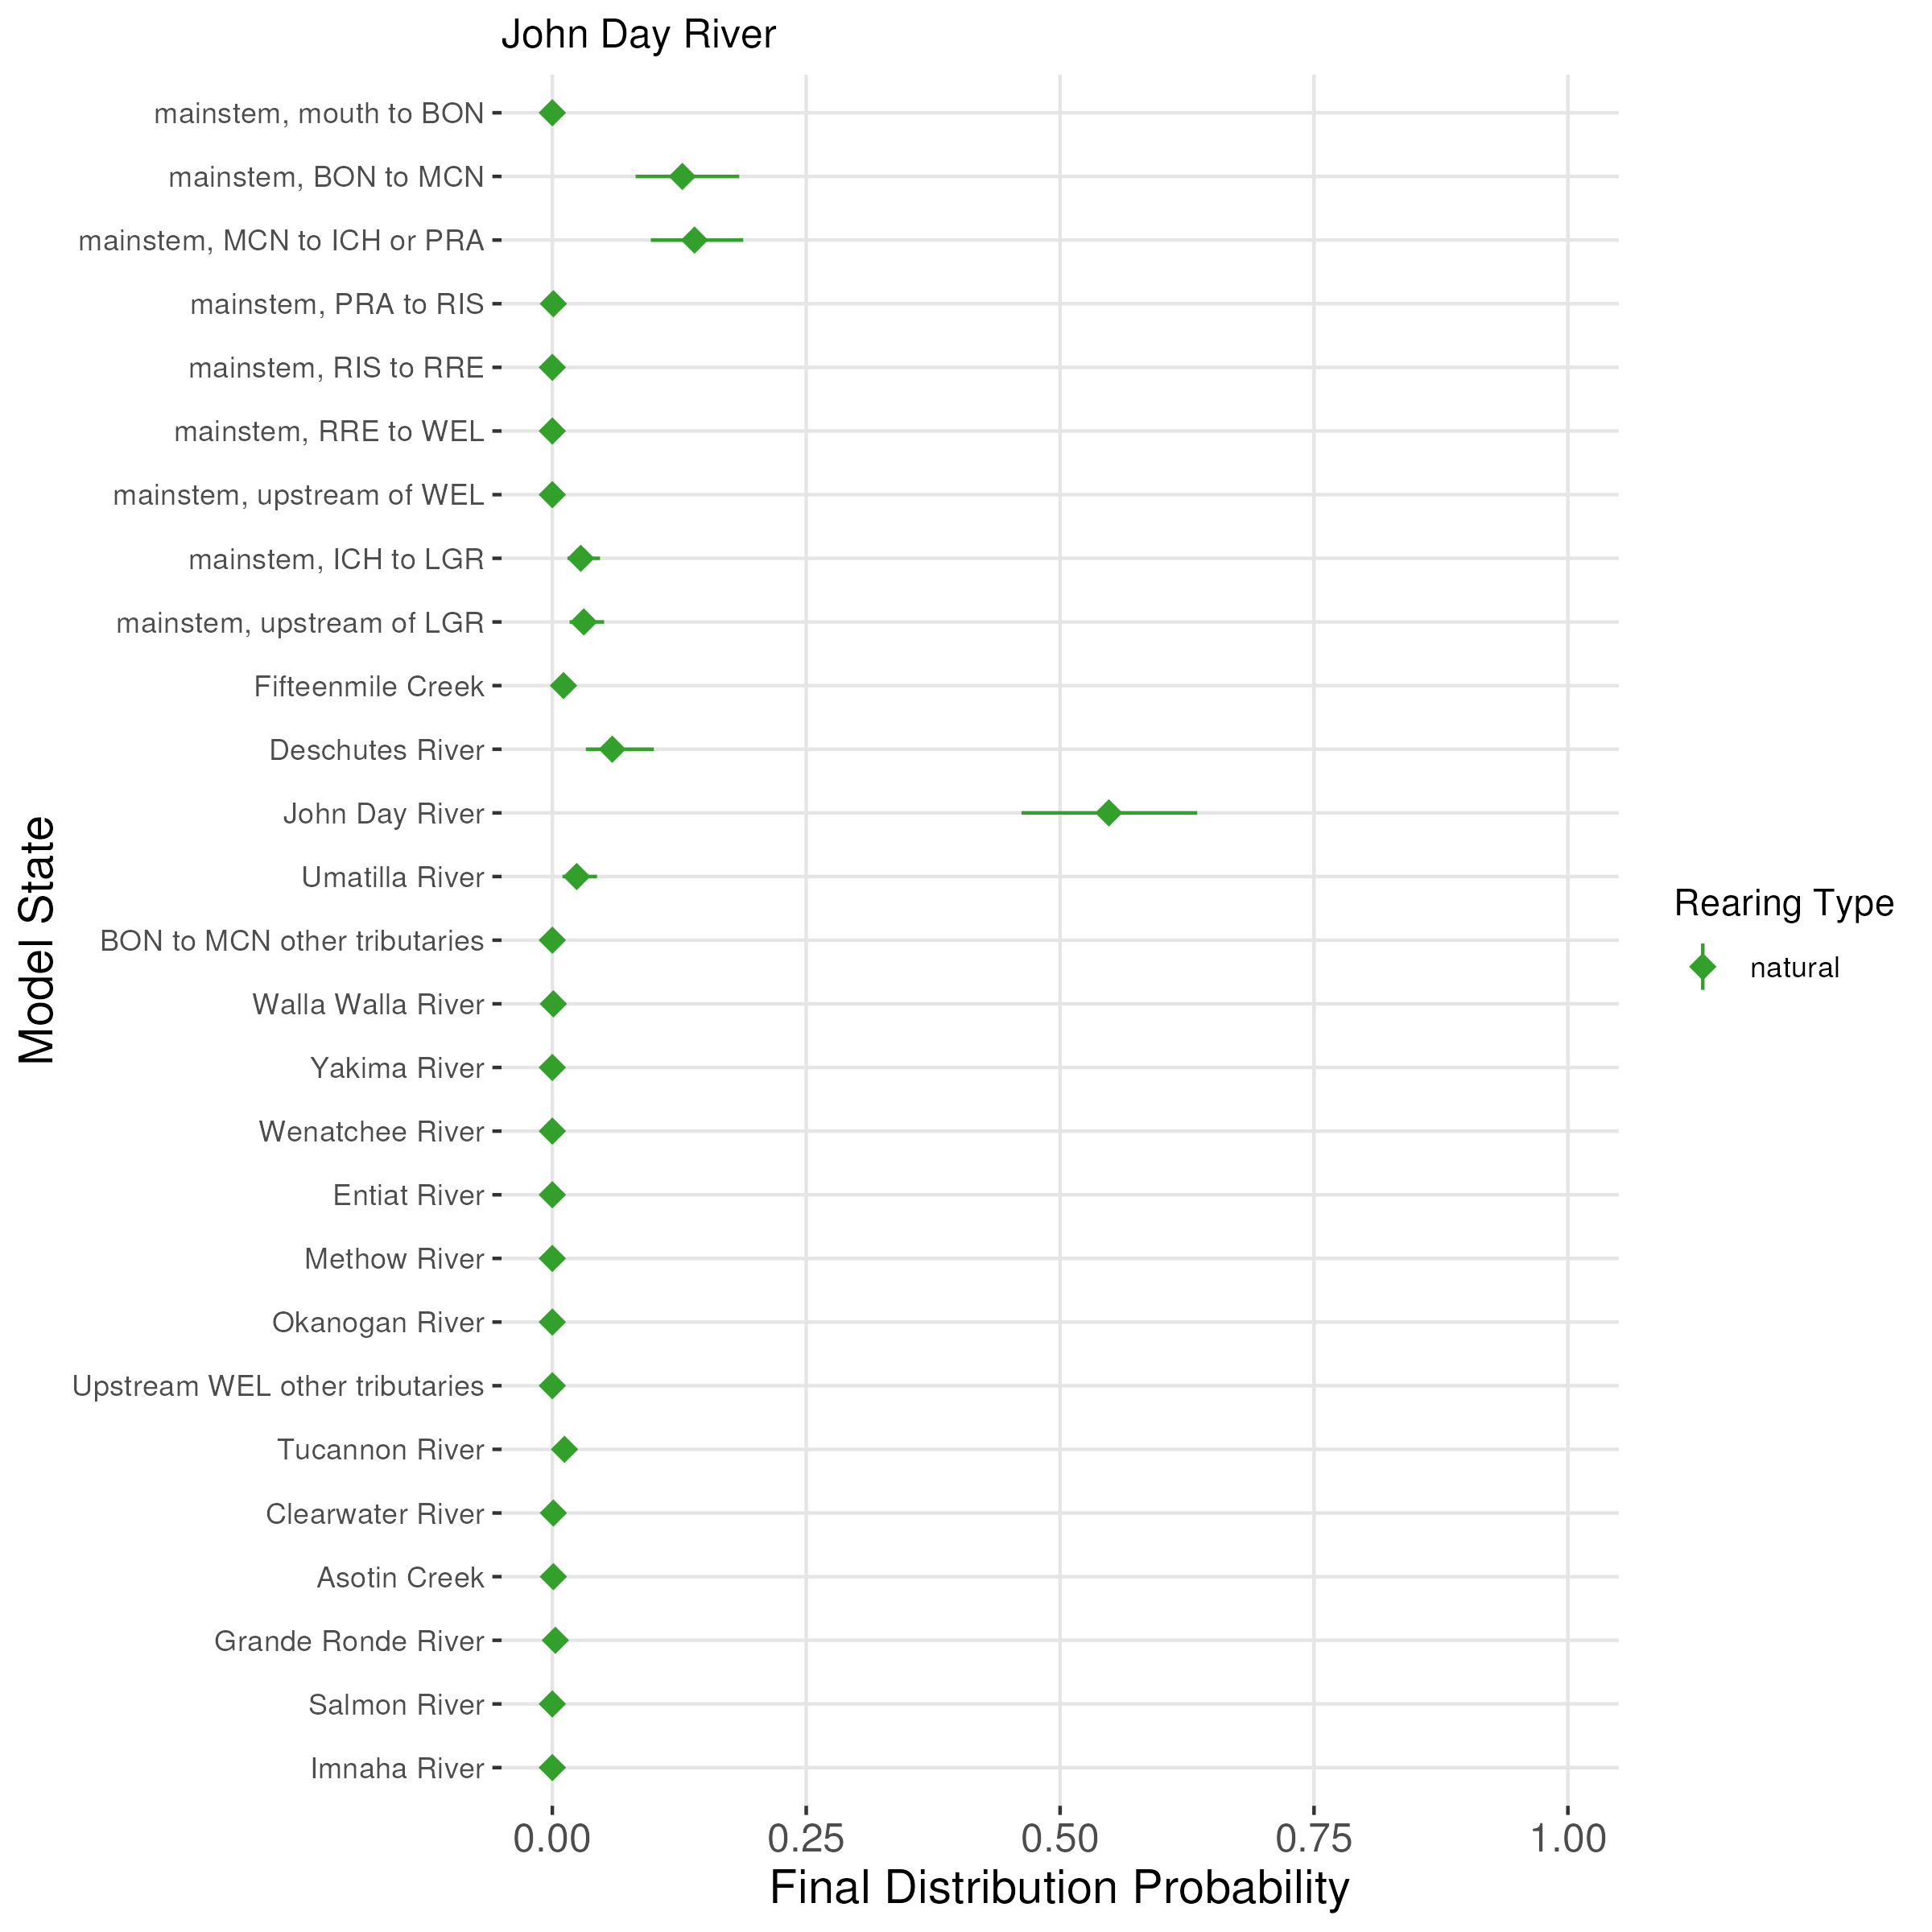 John Day River
mainstem, mouth to BON
mainstem, BON to MCN
mainstem, MCN to ICH or PRA
mainstem, PRA to RIS
mainstem, RIS to RRE
mainstem, RRE to WEL
mainstem, upstream of WEL
mainstem, ICH to LGR
mainstem, upstream of LGR
Fifteenmile Creek
Deschutes River
John Day River
Umatilla River
BON to MCN other tributaries
Walla Walla River
Yakima River
Wenatchee River
Entiat River
Methow River
Okanogan River
Upstream WEL other tributaries
Tucannon River
Clearwater River
Asotin Creek
Grande Ronde River
Salmon River
Imnaha River
Model State
0.00 0.25 0.50 0.75 1.00
Final Distribution Probability
Rearing Type
natural